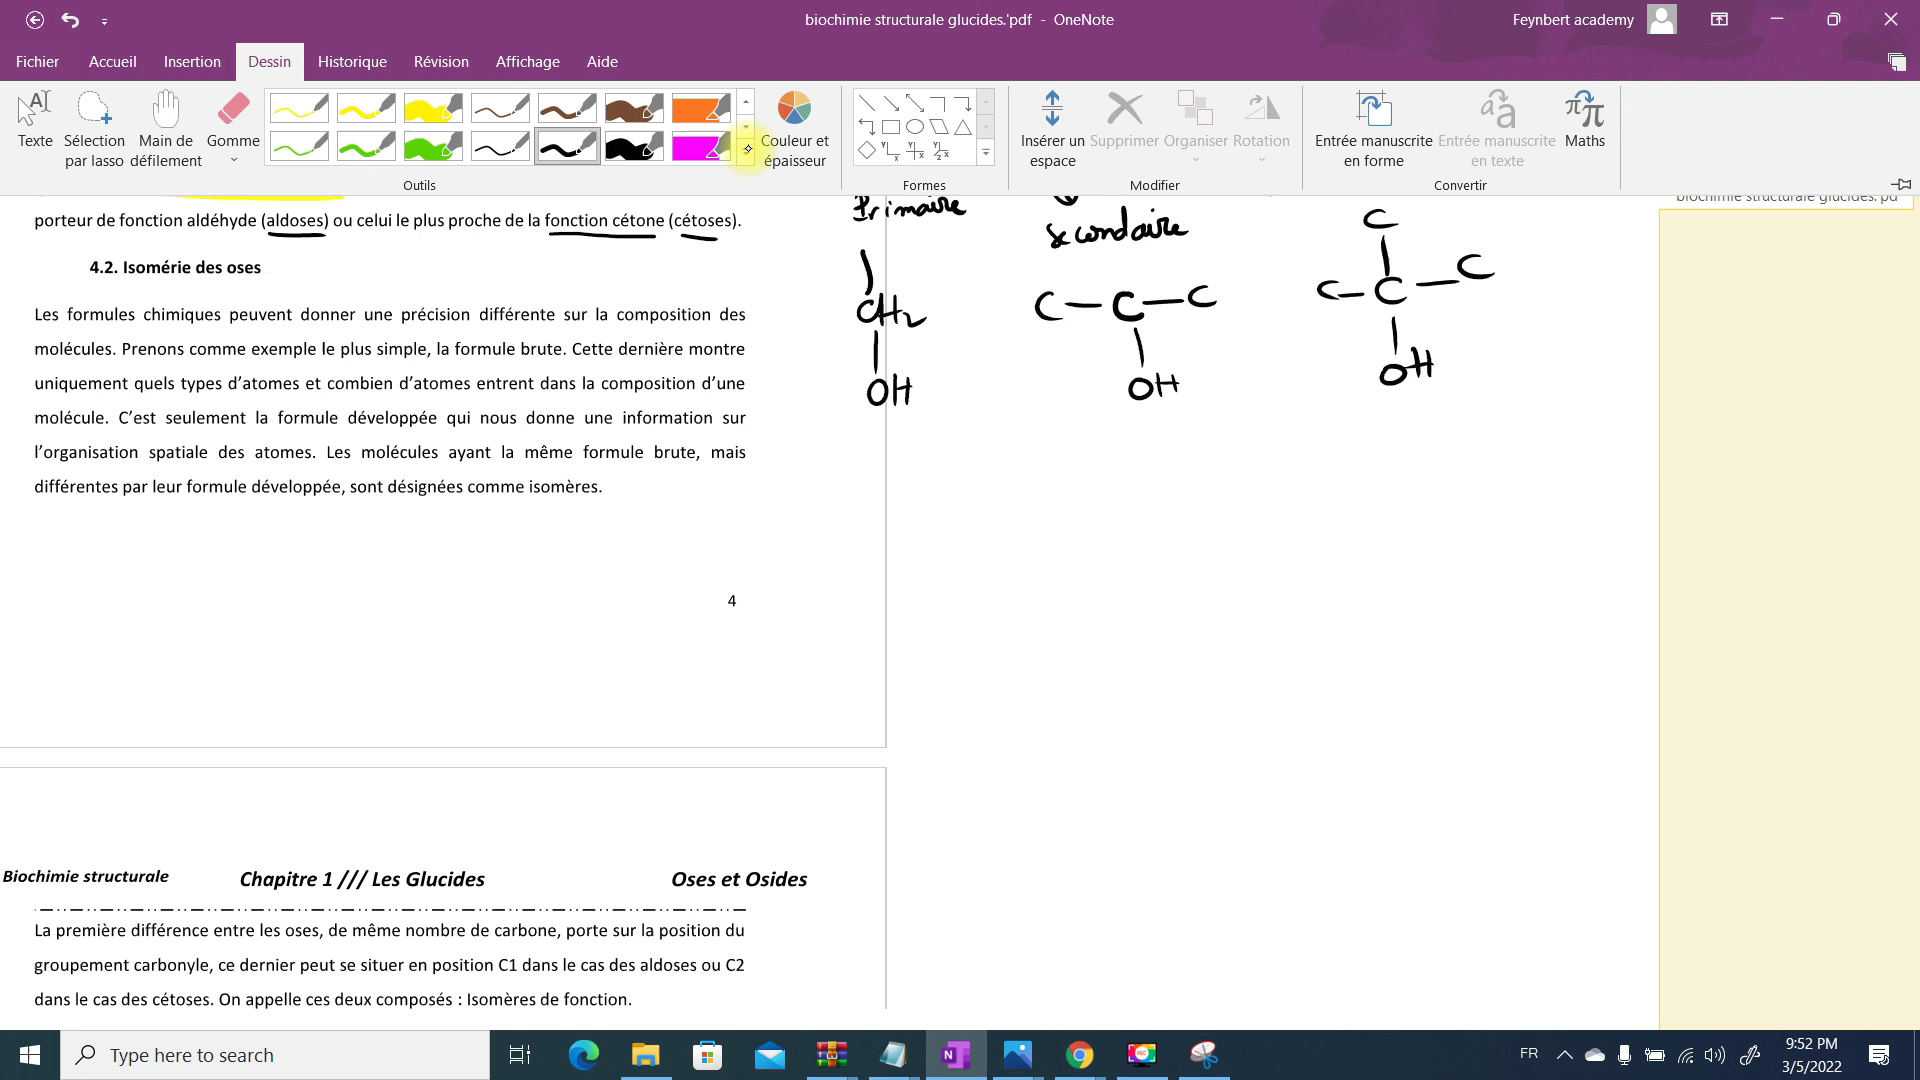 biochimie structurale glucides.'pdf - OneNote
Feynbert academy
Fichier Accueil Insertion Dessin Historique Révision Affichage Aide
Texte
Sélection
par lasso
Main de
défilement
Gomme
Couleur et
épaisseur
Insérer un
espace
Supprimer
Organiser
Rotation
Entrée manuscrite
en forme
Entrée manuscrite
en texte
Maths
Outils
Formes
Modifier
Convertir
biochimie structurale glucides.'pd
porteur de fonction aldéhyde (aldoses) ou celui le plus proche de la fonction cétone (cétoses).
4.2. Isomérie des oses
Les formules chimiques peuvent donner une précision différente sur la composition des
molécules. Prenons comme exemple le plus simple, la formule brute. Cette dernière montre
uniquement quels types d'atomes et combien d'atomes entrent dans la composition d'une
molécule. C'est seulement la formule développée qui nous donne une information sur
l'organisation spatiale des atomes. Les molécules ayant la même formule brute, mais
différentes par leur formule développée, sont désignées comme isomères.
4
Primaire
CH2
OH
secondaire
C — C — C
OH
C
C — C — C
OH
Biochimie structurale Chapitre 1 /// Les Glucides Oses et Osides
La première différence entre les oses, de même nombre de carbone, porte sur la position du
groupement carbonyle, ce dernier peut se situer en position C1 dans le cas des aldoses ou C2
dans le cas des cétoses. On appelle ces deux composés : Isomères de fonction.
Type here to search
FR
9:52 PM
3/5/2022